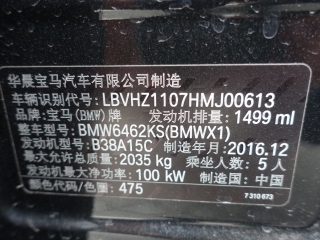 华晨宝马汽车有限公司制造
车辆识别代号: LBVHZ1107HMJ00613
品牌: 宝马(BMW)牌 发动机排量: 1499 ml
整车型号: BMW6462KS(BMWX1)
发动机型号: B38A15C 制造年月: 2016.12
最大允许总质量: 2035 kg 乘坐人数: 5人
发动机最大净功率: 100 kW 制造国: 中国
颜色代码/色图: 475
7 310 673